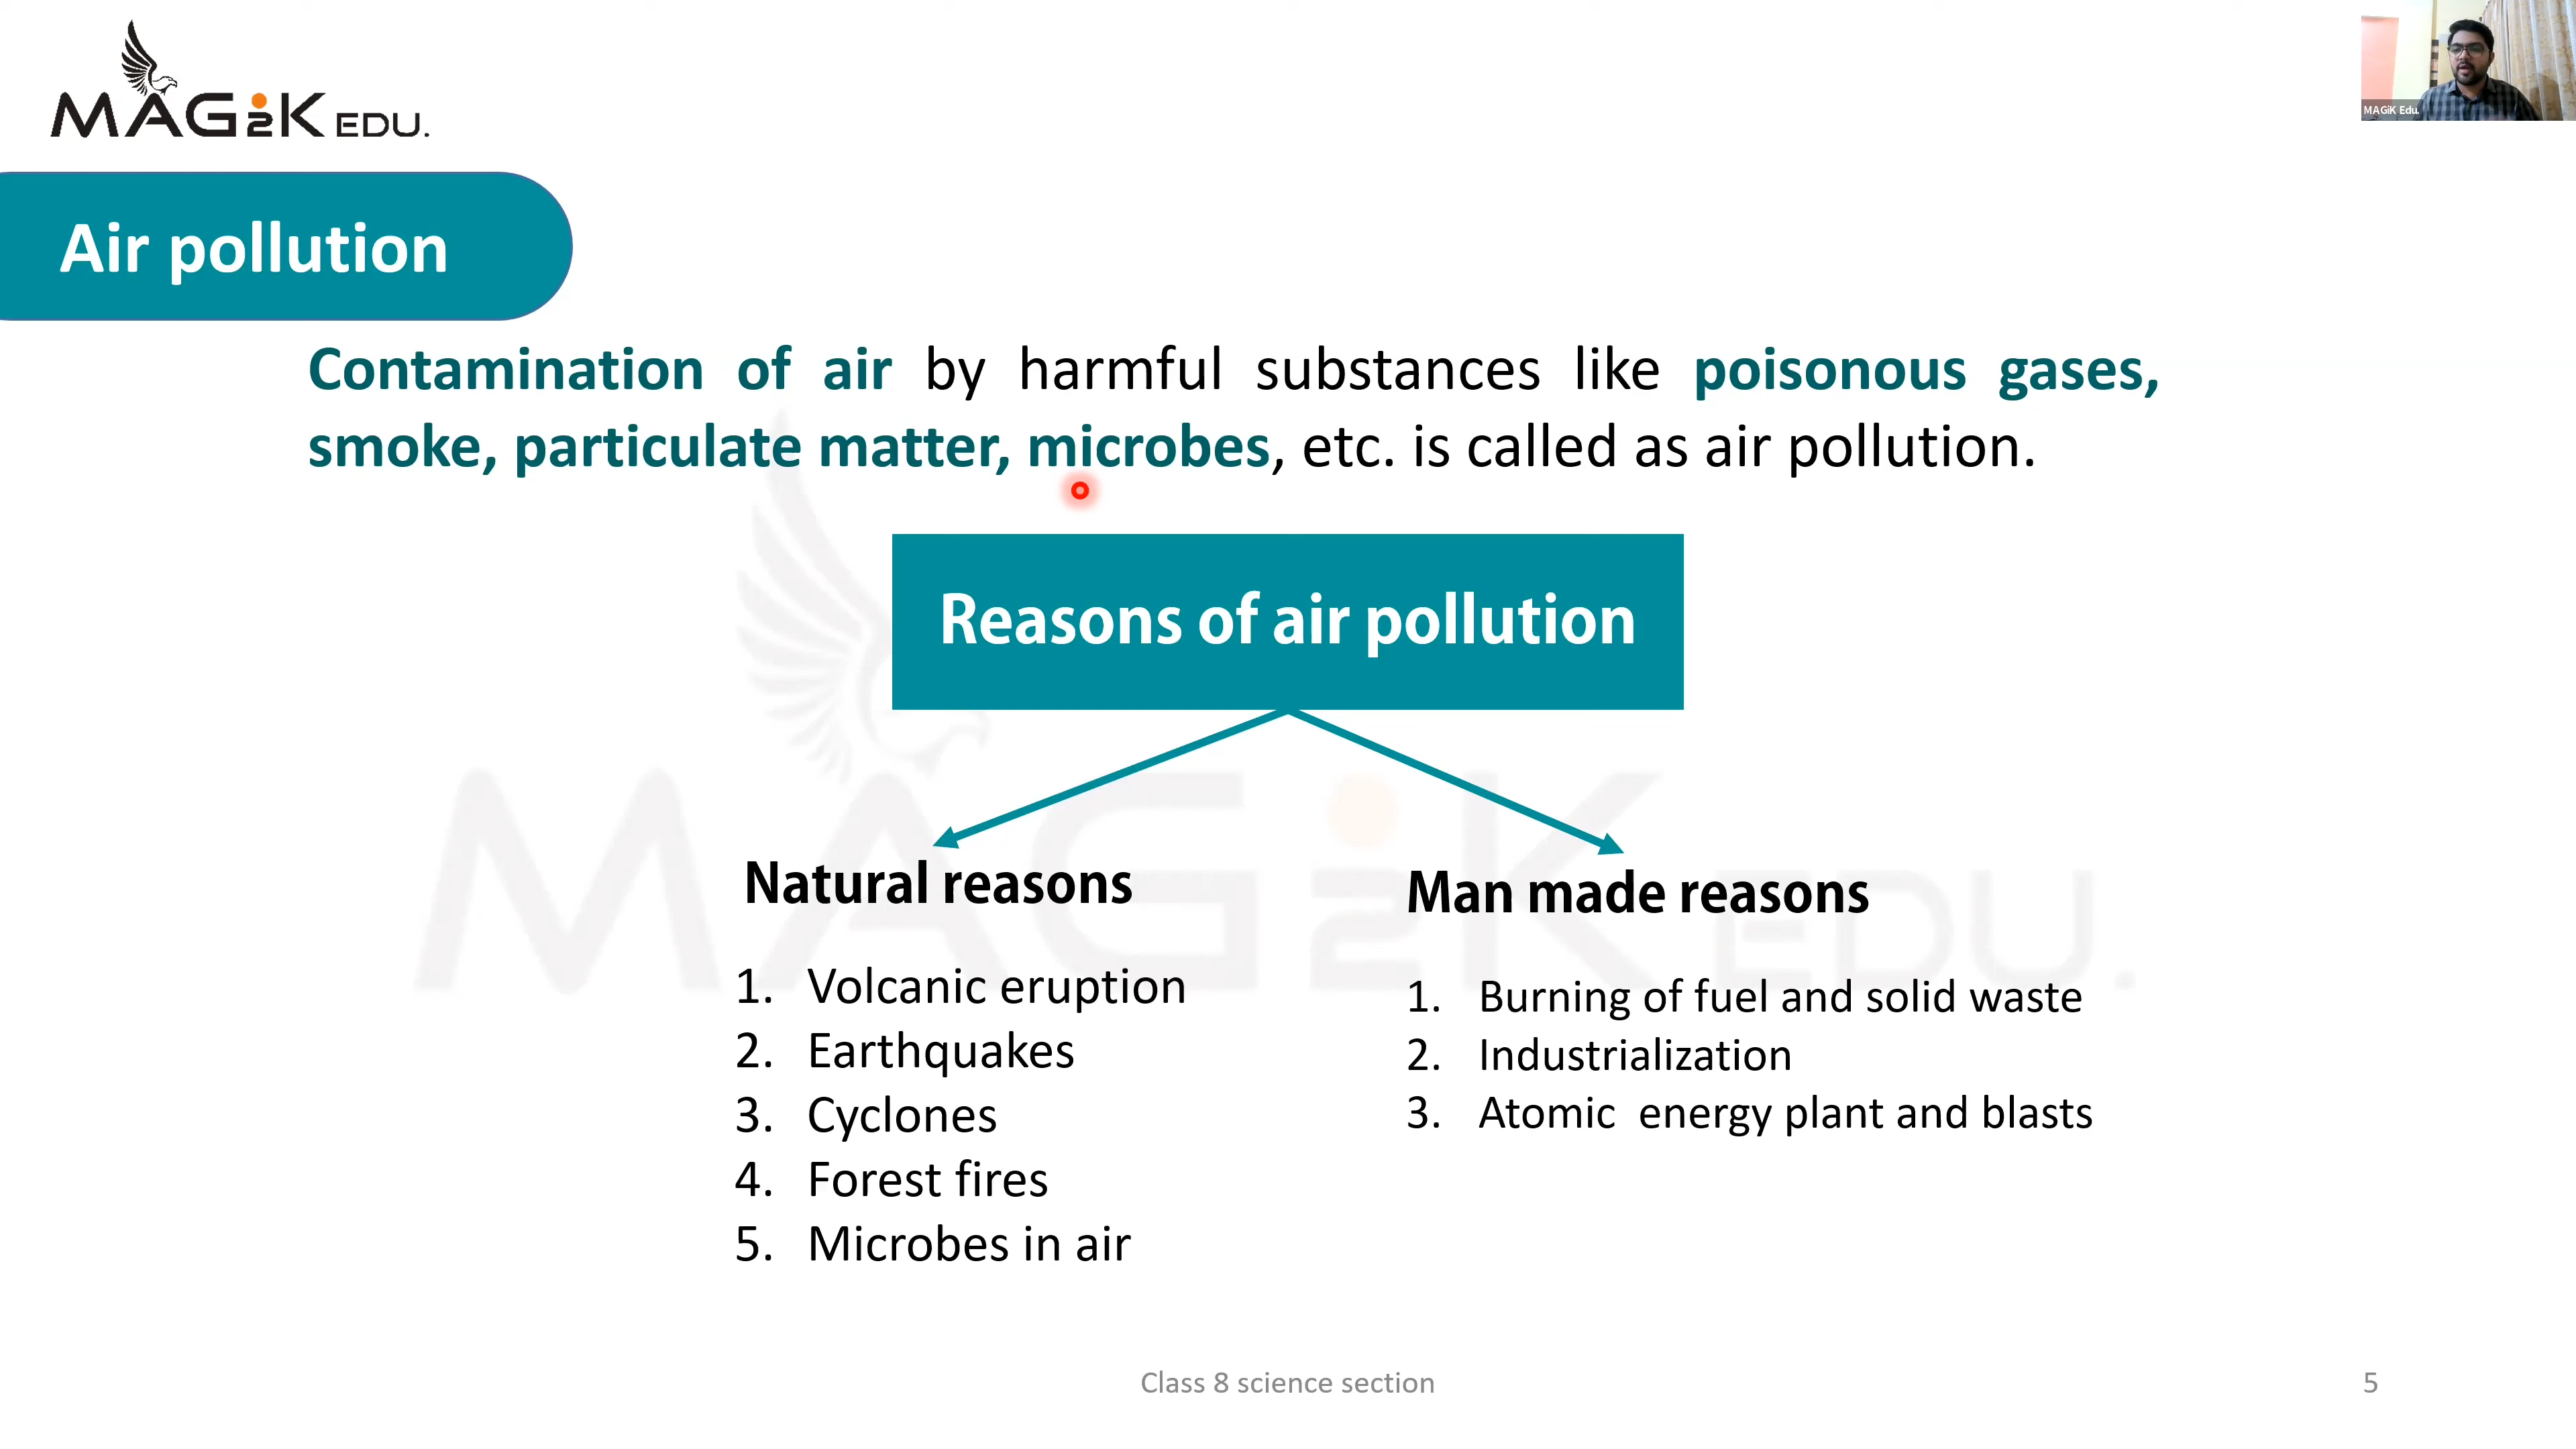 MAGiK EDU.
MAGiK Edu.
Air pollution
Contamination of air by harmful substances like poisonous gases,
smoke, particulate matter, microbes, etc. is called as air pollution.
Reasons of air pollution
Natural reasons
1. Volcanic eruption
2. Earthquakes
3. Cyclones
4. Forest fires
5. Microbes in air
Man made reasons
1. Burning of fuel and solid waste
2. Industrialization
3. Atomic energy plant and blasts
MAGiK EDU.
Class 8 science section
5